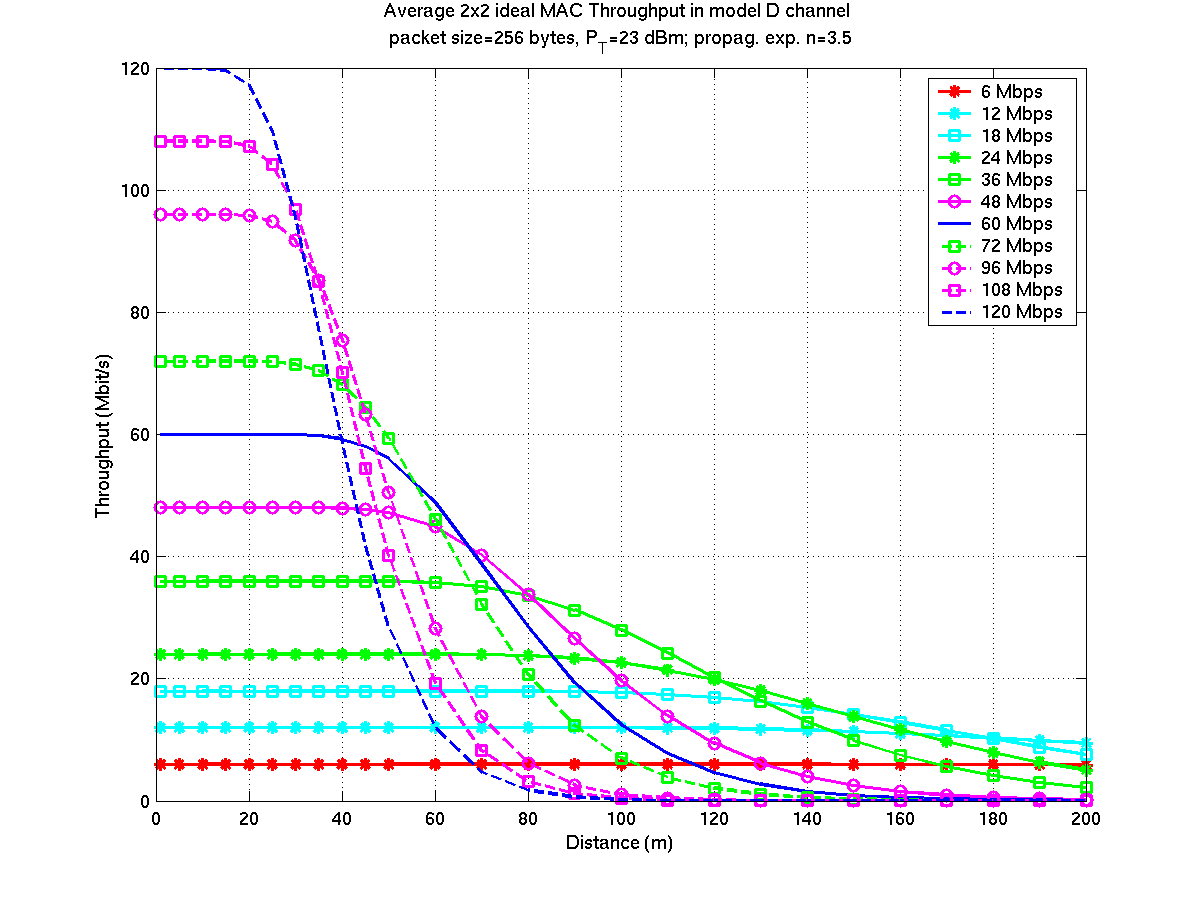 Average 2x2 ideal MAC Throughput in model D channel
packet size=256 bytes, P_T=23 dBm; propag. exp. n=3.5
120
100
80
60
40
20
0
Throughput (Mbit/s)
6 Mbps
12 Mbps
18 Mbps
24 Mbps
36 Mbps
48 Mbps
60 Mbps
72 Mbps
96 Mbps
108 Mbps
120 Mbps
0 20 40 60 80 100 120 140 160 180 200
Distance (m)